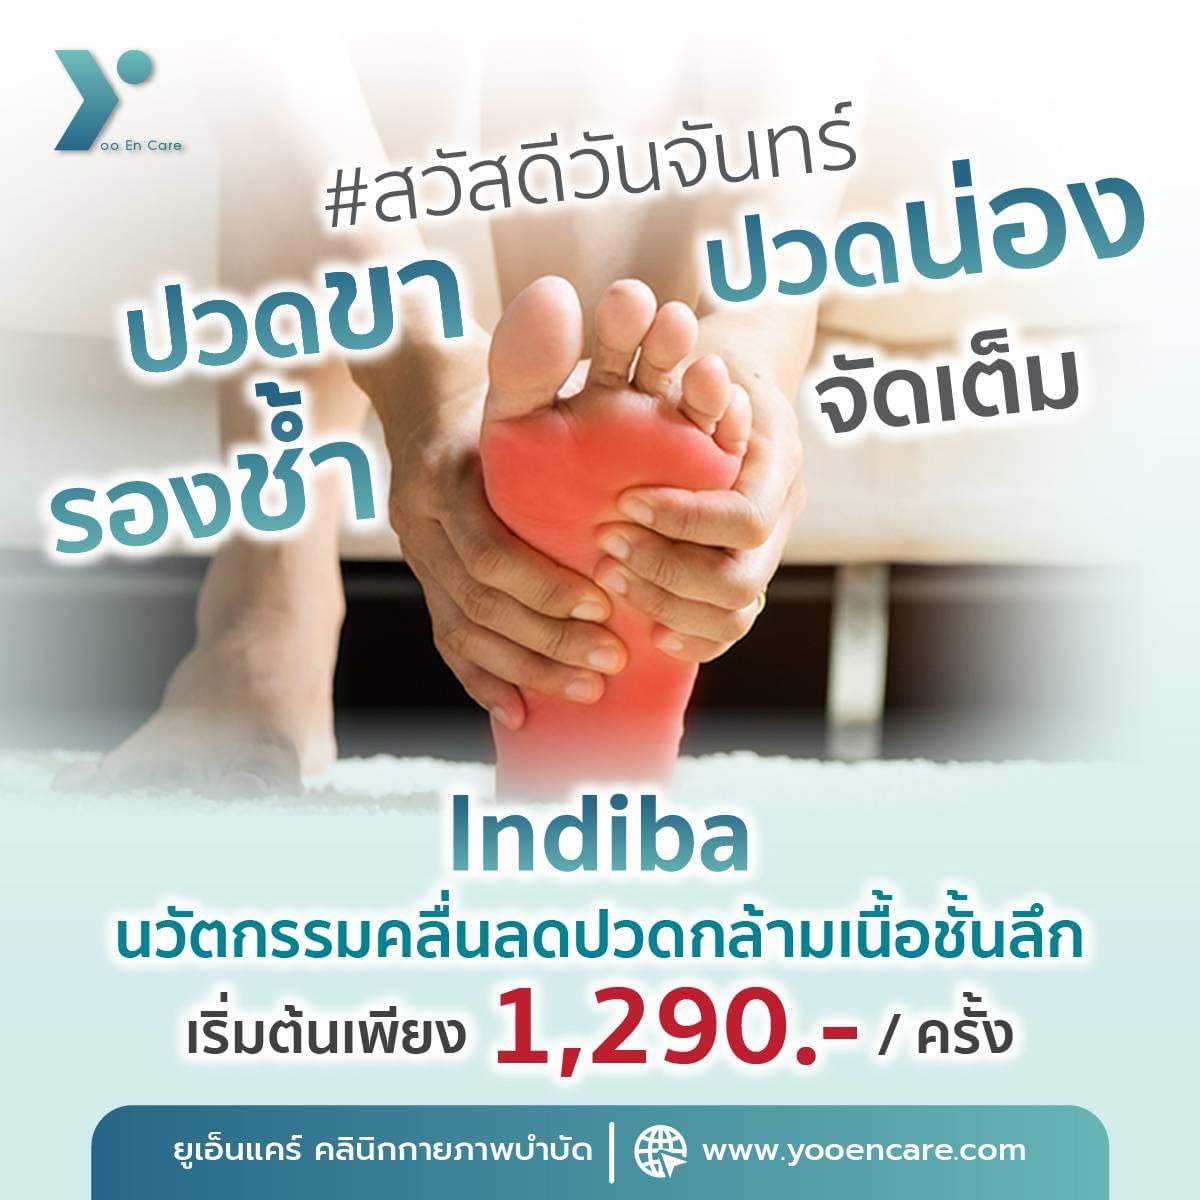 oo En Care
#สวัสดีวันจันทร์
ปวดขา
ปวดน่อง
รองช้ำ
จัดเต็ม
Indiba
นวัตกรรมคลื่นลดปวดกล้ามเนื้อชั้นลึก
เริ่มต้นเพียง 1,290.- / ครั้ง
ยูเอ็นแคร์ คลินิกกายภาพบำบัด | www.yooencare.com